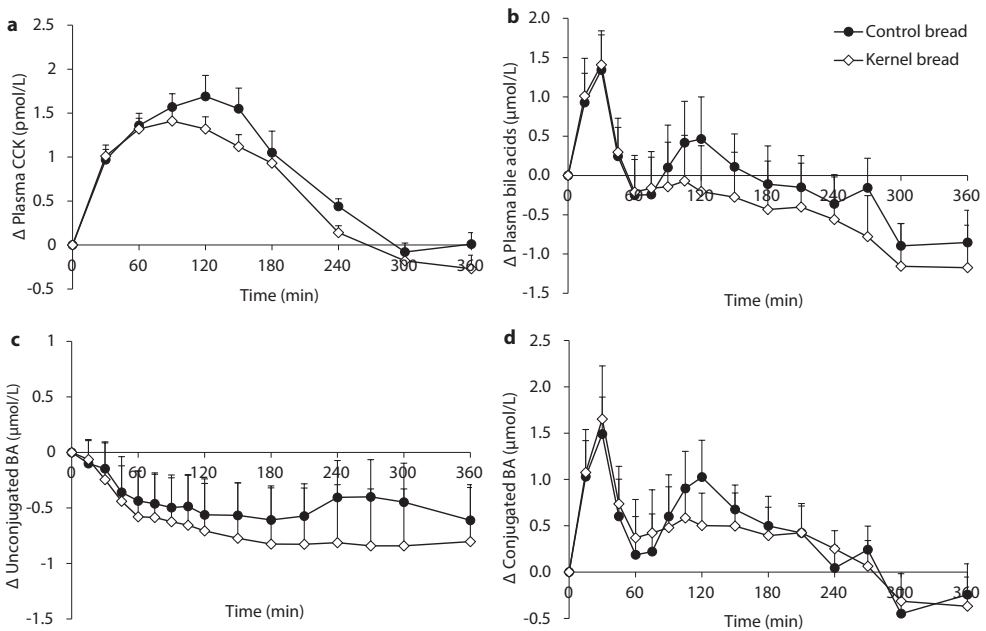 a
2.5
2
1.5
1
0.5
0
-0.5
Δ Plasma CCK (pmol/L)
0 60 120 180 240 300 360
Time (min)
b
2.0
1.5
1.0
0.5
0.0
-0.5
-1.0
-1.5
Δ Plasma bile acids (μmol/L)
0 60 120 180 240 300 360
Time (min)
Control bread
Kernel bread
c
1
0.5
0
-0.5
-1
-1.5
Δ Unconjugated BA (μmol/L)
0 60 120 180 240 300 360
Time (min)
d
2.5
2.0
1.5
1.0
0.5
0.0
-0.5
Δ Conjugated BA (μmol/L)
0 60 120 180 240 300 360
Time (min)